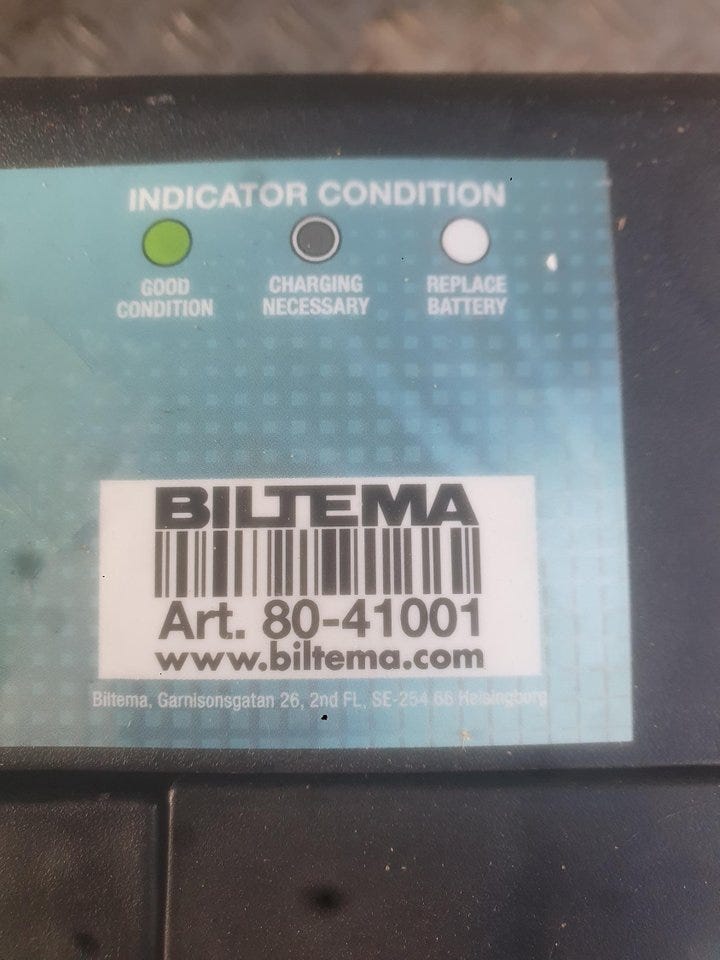 INDICATOR CONDITION
GOOD CONDITION
CHARGING NECESSARY
REPLACE BATTERY
BILTEMA
Art. 80-41001
www.biltema.com
Biltema, Garnisonsgatan 26, 2nd FL, SE-254 66 Helsingborg